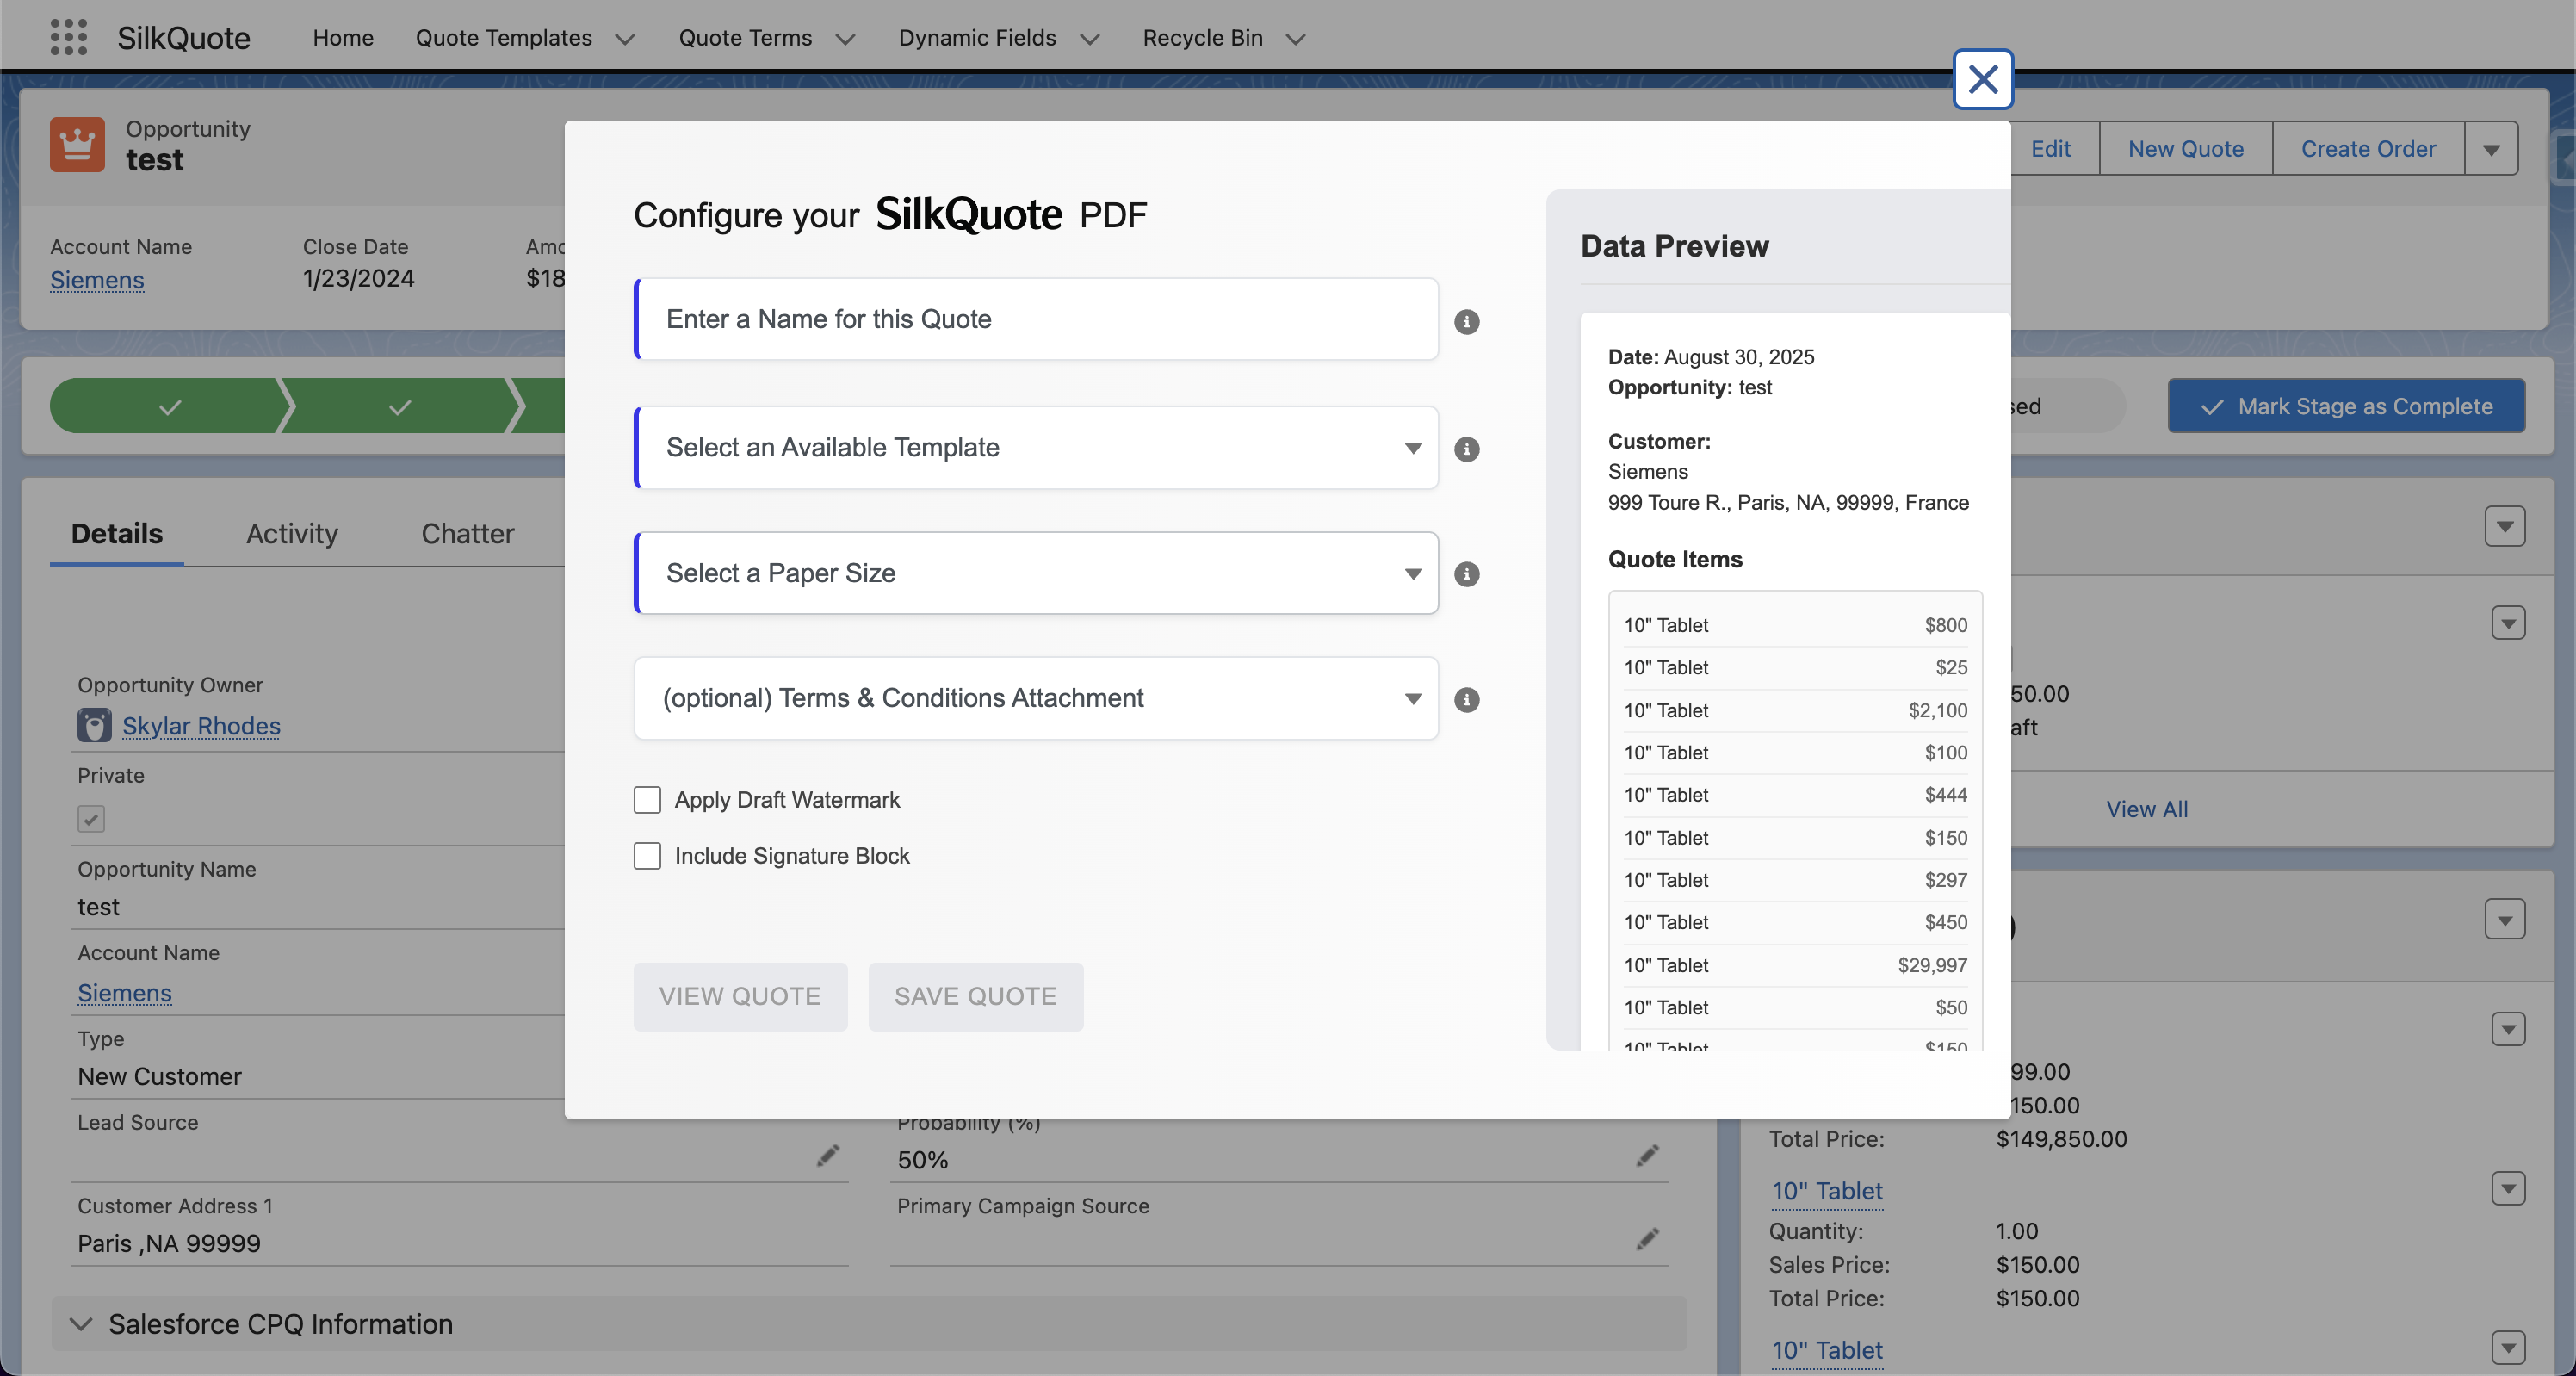 SilkQuote Home Quote Templates Quote Terms Dynamic Fields Recycle Bin
Opportunity
test
Edit New Quote Create Order
Account Name Close Date
Siemens 1/23/2024 $18
Mark Stage as Complete
Details Activity Chatter
Opportunity Owner
Skylar Rhodes
Private
Opportunity Name
test
Account Name
Siemens
Type
New Customer
Lead Source
Probability (%)
50%
Customer Address 1
Paris ,NA 99999
Primary Campaign Source
Salesforce CPQ Information
Configure your SilkQuote PDF
Enter a Name for this Quote
Select an Available Template
Select a Paper Size
(optional) Terms & Conditions Attachment
Apply Draft Watermark
Include Signature Block
VIEW QUOTE SAVE QUOTE
Data Preview
Date: August 30, 2025
Opportunity: test
Customer:
Siemens
999 Toure R., Paris, NA, 99999, France
Quote Items
10" Tablet $800
10" Tablet $25
10" Tablet $2,100
10" Tablet $100
10" Tablet $444
10" Tablet $150
10" Tablet $297
10" Tablet $450
10" Tablet $29,997
10" Tablet $50
10" Tablet $150
50.00
View All
99.00
150.00
Total Price: $149,850.00
10" Tablet
Quantity: 1.00
Sales Price: $150.00
Total Price: $150.00
10" Tablet